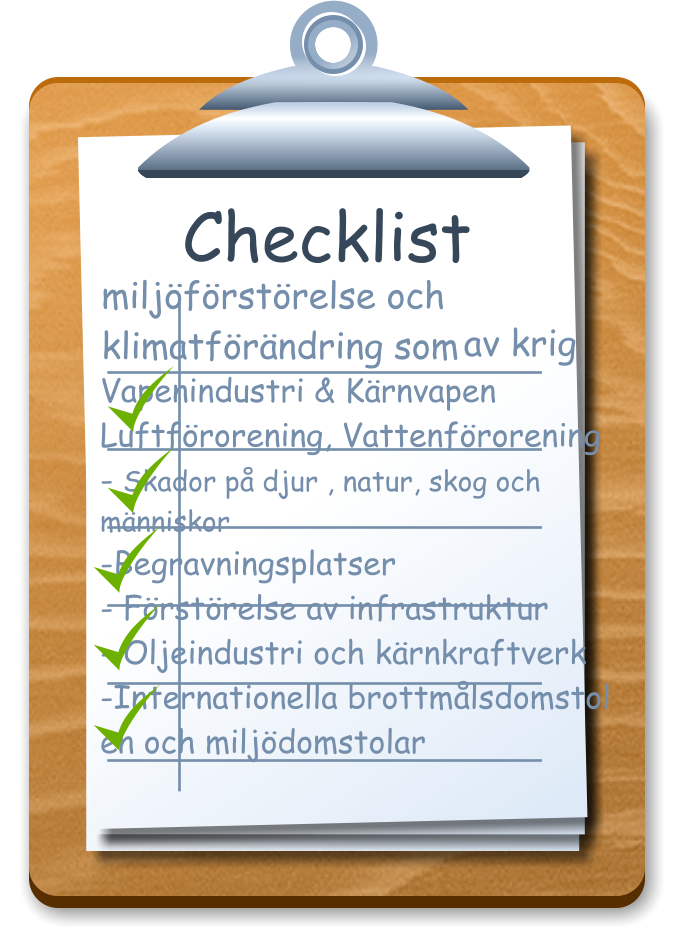 Checklist
miljöförstörelse och
klimatförändring som av krig
Vapenindustri & Kärnvapen
Luftförorening, Vattenförorening
- Skador på djur , natur, skog och
människor
-Begravningsplatser
- Förstörelse av infrastruktur
- Oljeindustri och kärnkraftverk
-Internationella brottmålsdomstol
en och miljödomstolar